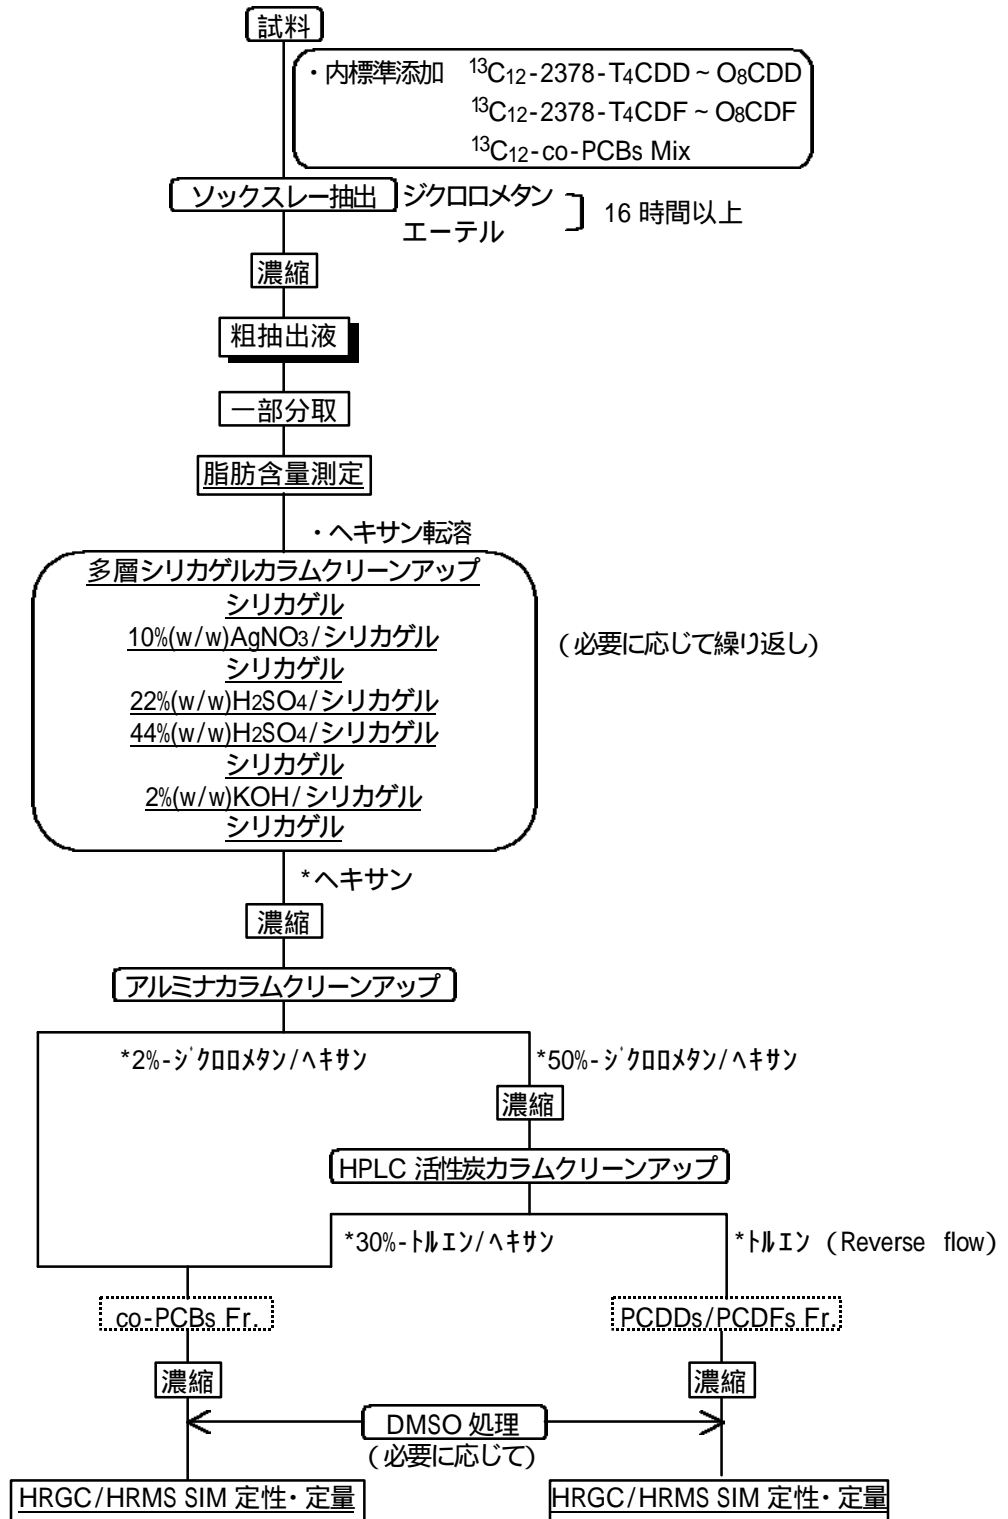 試料
・内標準添加 13C12-2378-T4CDD ~ O8CDD
13C12-2378-T4CDF ~ O8CDF
13C12-co-PCBs Mix
ソックスレー抽出 ジクロロメタン
エーテル
16 時間以上
濃縮
粗抽出液
一部分取
脂肪含量測定
・ヘキサン転溶
多層シリカゲルカラムクリーンアップ
シリカゲル
10%(w/w)AgNO3/シリカゲル
(必要に応じて繰り返し)
シリカゲル
22%(w/w)H2SO4/シリカゲル
44%(w/w)H2SO4/シリカゲル
シリカゲル
2%(w/w)KOH/シリカゲル
シリカゲル
*ヘキサン
濃縮
アルミナカラムクリーンアップ
*2%-ジクロロメタン/ヘキサン *50%-ジクロロメタン/ヘキサン
濃縮
HPLC 活性炭カラムクリーンアップ
*30%-トルエン/ヘキサン *トルエン (Reverse flow)
co-PCBs Fr. PCDDs/PCDFs Fr.
濃縮 濃縮
DMSO 処理
(必要に応じて)
HRGC/HRMS SIM 定性・定量 HRGC/HRMS SIM 定性・定量